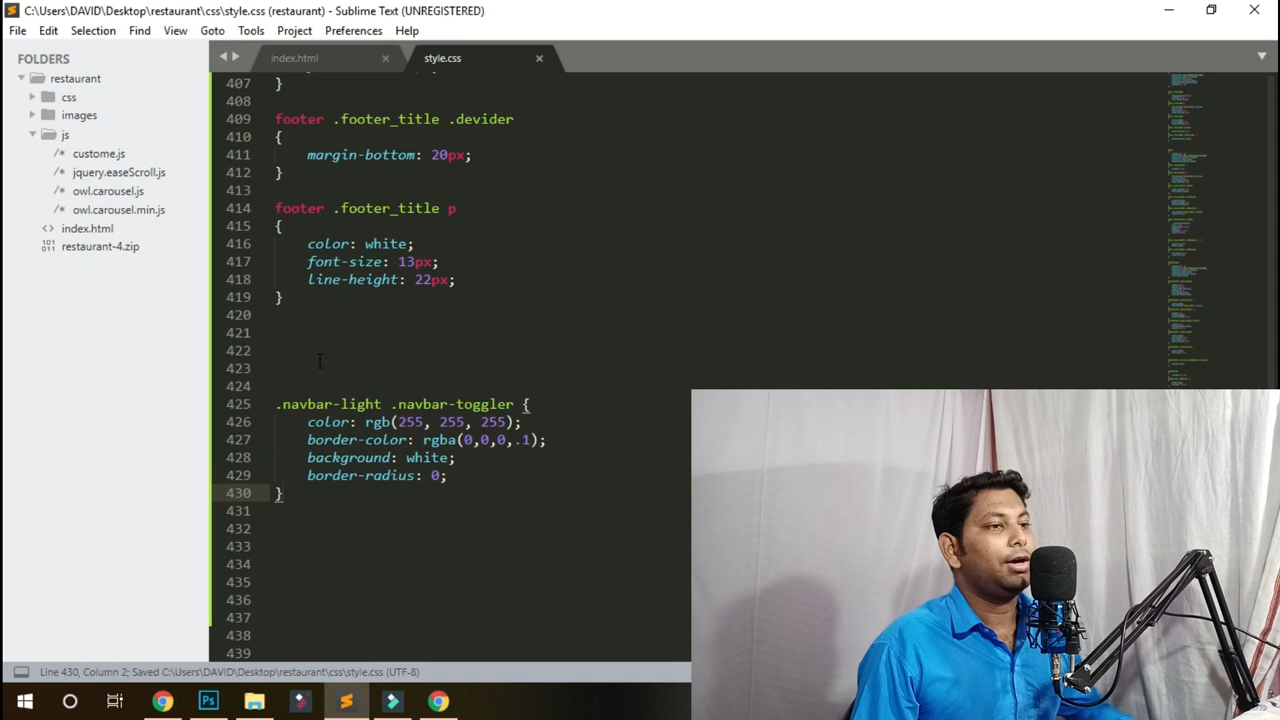 C:\Users\DAVID\Desktop\restaurant\css\style.css (restaurant) - Sublime Text (UNREGISTERED)
File Edit Selection Find View Goto Tools Project Preferences Help
FOLDERS
restaurant
css
images
js
/* custome.js
/* jquery.easeScroll.js
/* owl.carousel.js
/* owl.carousel.min.js
<> index.html
restaurant-4.zip
index.html
style.css
407 }
408
409 footer .footer_title .devider
410 {
411 margin-bottom: 20px;
412 }
413
414 footer .footer_title p
415 {
416 color: white;
417 font-size: 13px;
418 line-height: 22px;
419 }
420
421
422
423
424
425 .navbar-light .navbar-toggler {
426 color: rgb(255, 255, 255);
427 border-color: rgba(0,0,0,.1);
428 background: white;
429 border-radius: 0;
430 }
431
432
433
434
435
436
437
438
439
Line 430, Column 2; Saved C:\Users\DAVID\Desktop\restaurant\css\style.css (UTF-8)
Ps